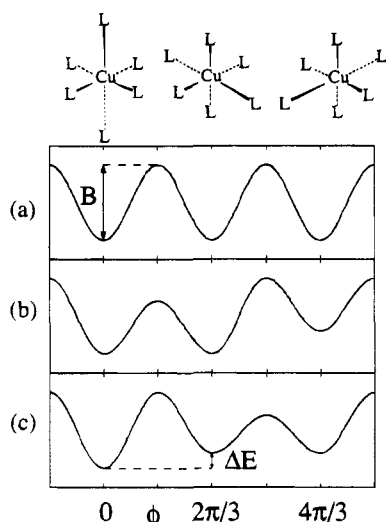 L L L
L L L L L
Cu Cu Cu
L L L L L
L L L
L
(a)
B
(b)
(c)
ΔE
0 ϕ 2π/3 4π/3